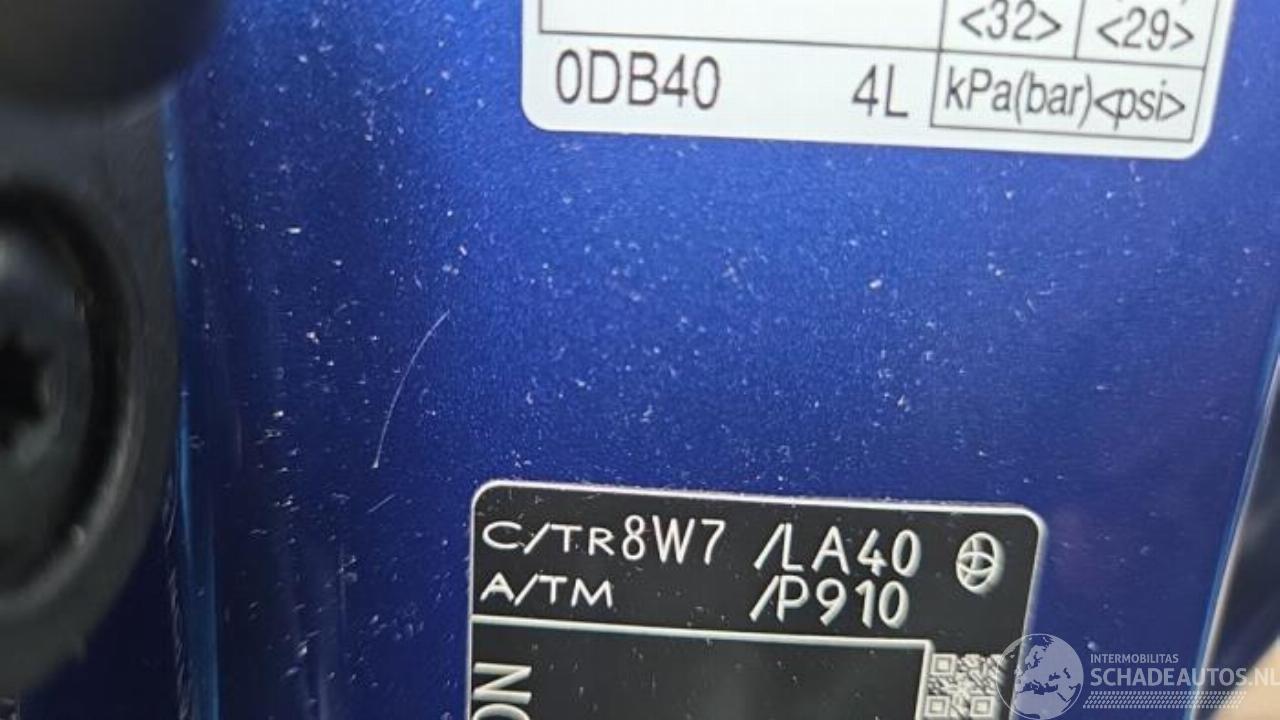 <32> <29>
0DB40 4L kPa(bar)<psi>
C/TR8W7 /LA40
A/TM /P910
INTERMOBILITAS
SCHADEAUTOS.NL